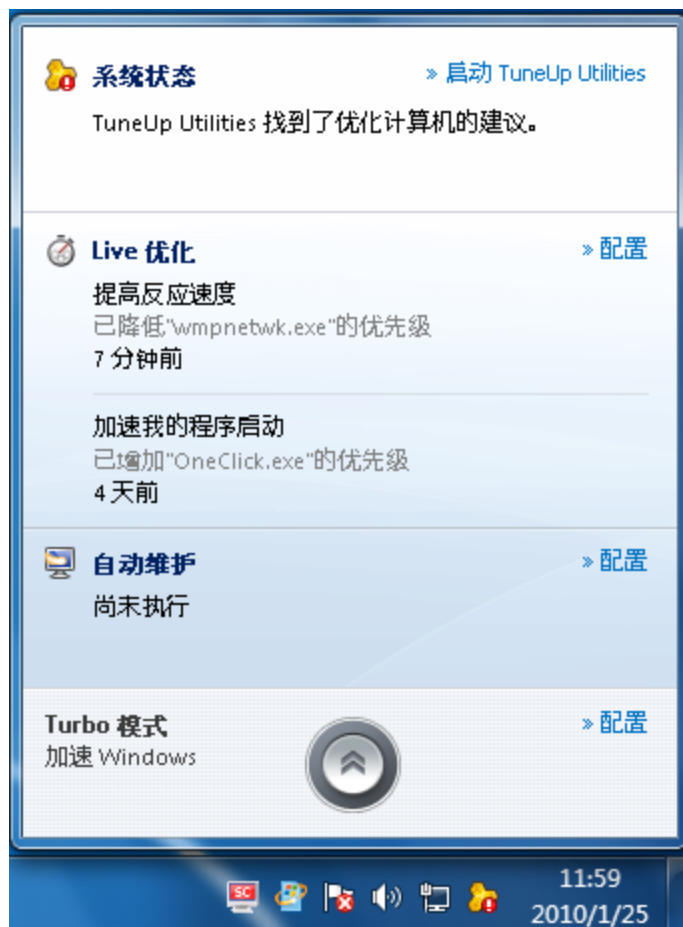 系统状态
» 启动 TuneUp Utilities
TuneUp Utilities 找到了优化计算机的建议。
Live 优化
» 配置
提高反应速度
已降低"wmpnetwk.exe"的优先级
7 分钟前
加速我的程序启动
已增加"OneClick.exe"的优先级
4 天前
自动维护
» 配置
尚未执行
Turbo 模式
» 配置
加速 Windows
SC
11:59
2010/1/25